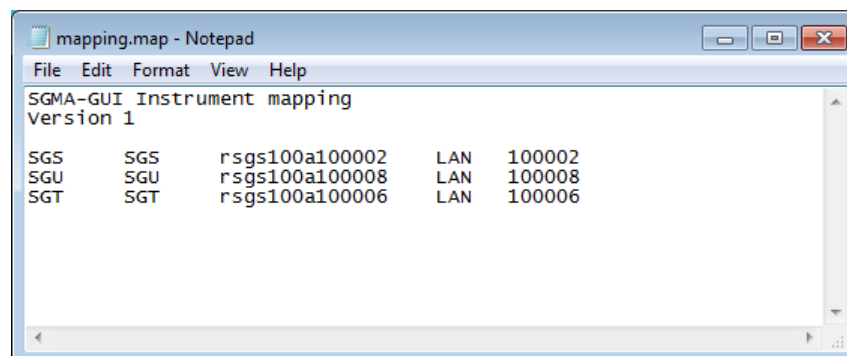 mapping.map - Notepad
File Edit Format View Help
SGMA-GUI Instrument mapping
Version 1
SGS SGS rsgs100a100002 LAN 100002
SGU SGU rsgs100a100008 LAN 100008
SGT SGT rsgs100a100006 LAN 100006